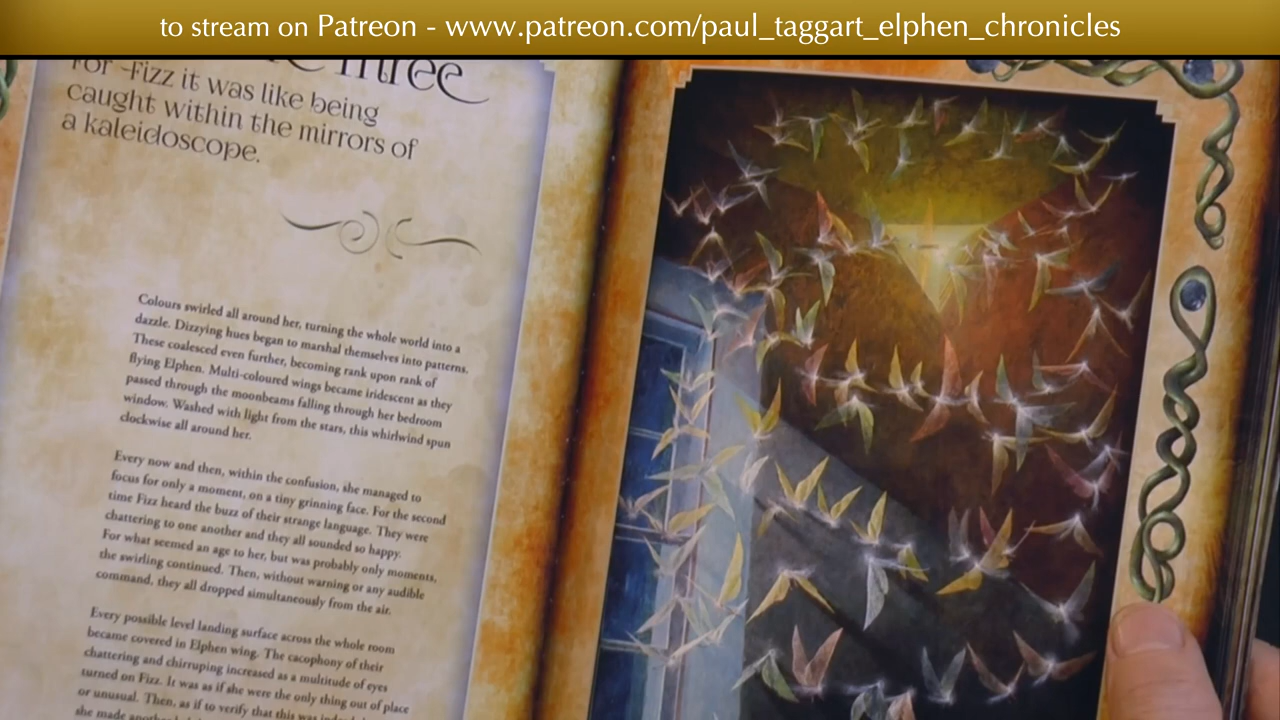 to stream on Patreon - www.patreon.com/paul_taggart_elphen_chronicles
Three
For -Fizz it was like being
caught within the mirrors of
a kaleidoscope.
Colours swirled all around her, turning the whole world into a
dazzle. Dizzying hues began to marshal themselves into patterns.
These coalesced even further, becoming rank upon rank of
flying Elphen. Multi-coloured wings became iridescent as they
passed through the moonbeams falling through her bedroom
window. Washed with light from the stars, this whirlwind spun
clockwise all around her.
Every now and then, within the confusion, she managed to
focus for only a moment, on a tiny grinning face. For the second
time Fizz heard the buzz of their strange language. They were
chattering to one another and they all sounded so happy.
For what seemed an age to her, but was probably only moments,
the swirling continued. Then, without warning or any audible
command, they all dropped simultaneously from the air.
Every possible level landing surface across the whole room
became covered in Elphen wing. The cacophony of their
chattering and chirruping increased as a multitude of eyes
turned on Fizz. It was as if she were the only thing out of place
or unusual. Then, as if to verify that this was indeed
she made another